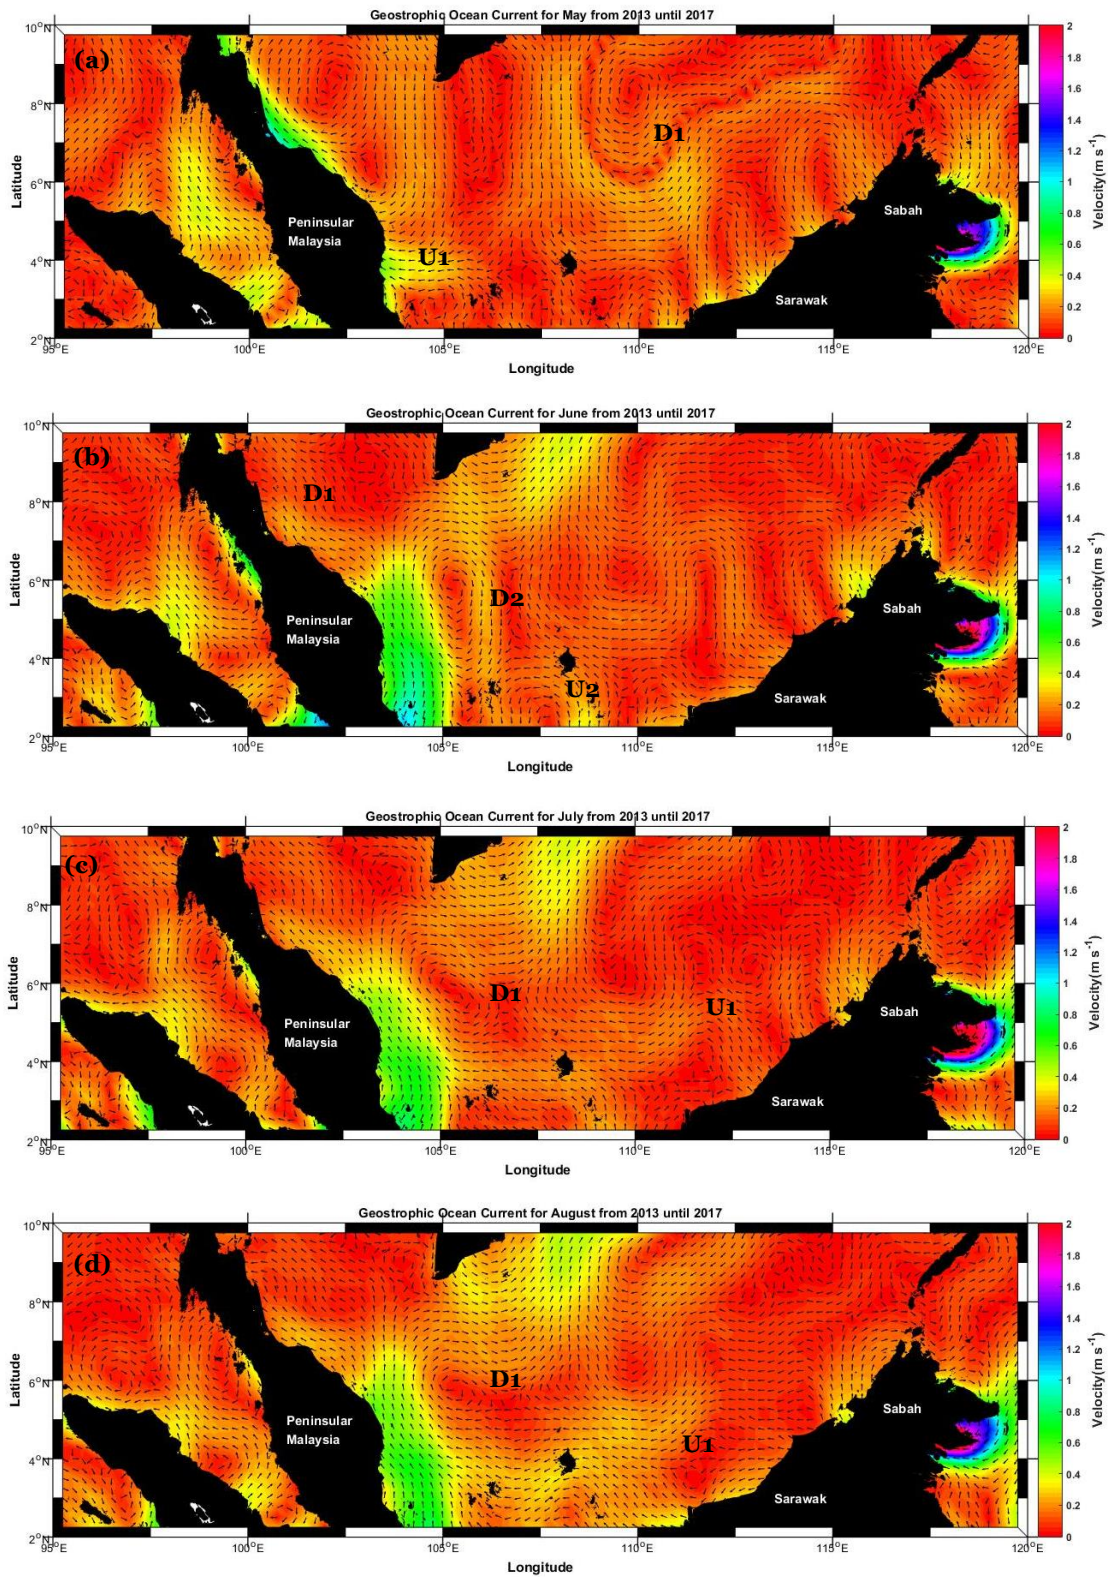 Geostrophic Ocean Current for May from 2013 until 2017
(a)
10°N
8°N
6°N
4°N
2°N
Latitude
D1
U1
Peninsular
Malaysia
Sabah
Sarawak
95°E
100°E
105°E
110°E
115°E
120°E
Longitude
2
1.8
1.6
1.4
1.2
1
0.8
0.6
0.4
0.2
0
Velocity(m s-1)
Geostrophic Ocean Current for June from 2013 until 2017
(b)
10°N
8°N
6°N
4°N
2°N
Latitude
D1
D2
U2
Peninsular
Malaysia
Sabah
Sarawak
95°E
100°E
105°E
110°E
115°E
120°E
Longitude
2
1.8
1.6
1.4
1.2
1
0.8
0.6
0.4
0.2
0
Velocity(m s-1)
Geostrophic Ocean Current for July from 2013 until 2017
(c)
10°N
8°N
6°N
4°N
2°N
Latitude
D1
U1
Peninsular
Malaysia
Sabah
Sarawak
95°E
100°E
105°E
110°E
115°E
120°E
Longitude
2
1.8
1.6
1.4
1.2
1
0.8
0.6
0.4
0.2
0
Velocity(m s-1)
Geostrophic Ocean Current for August from 2013 until 2017
(d)
10°N
8°N
6°N
4°N
2°N
Latitude
D1
U1
Peninsular
Malaysia
Sabah
Sarawak
95°E
100°E
105°E
110°E
115°E
120°E
Longitude
2
1.8
1.6
1.4
1.2
1
0.8
0.6
0.4
0.2
0
Velocity(m s-1)